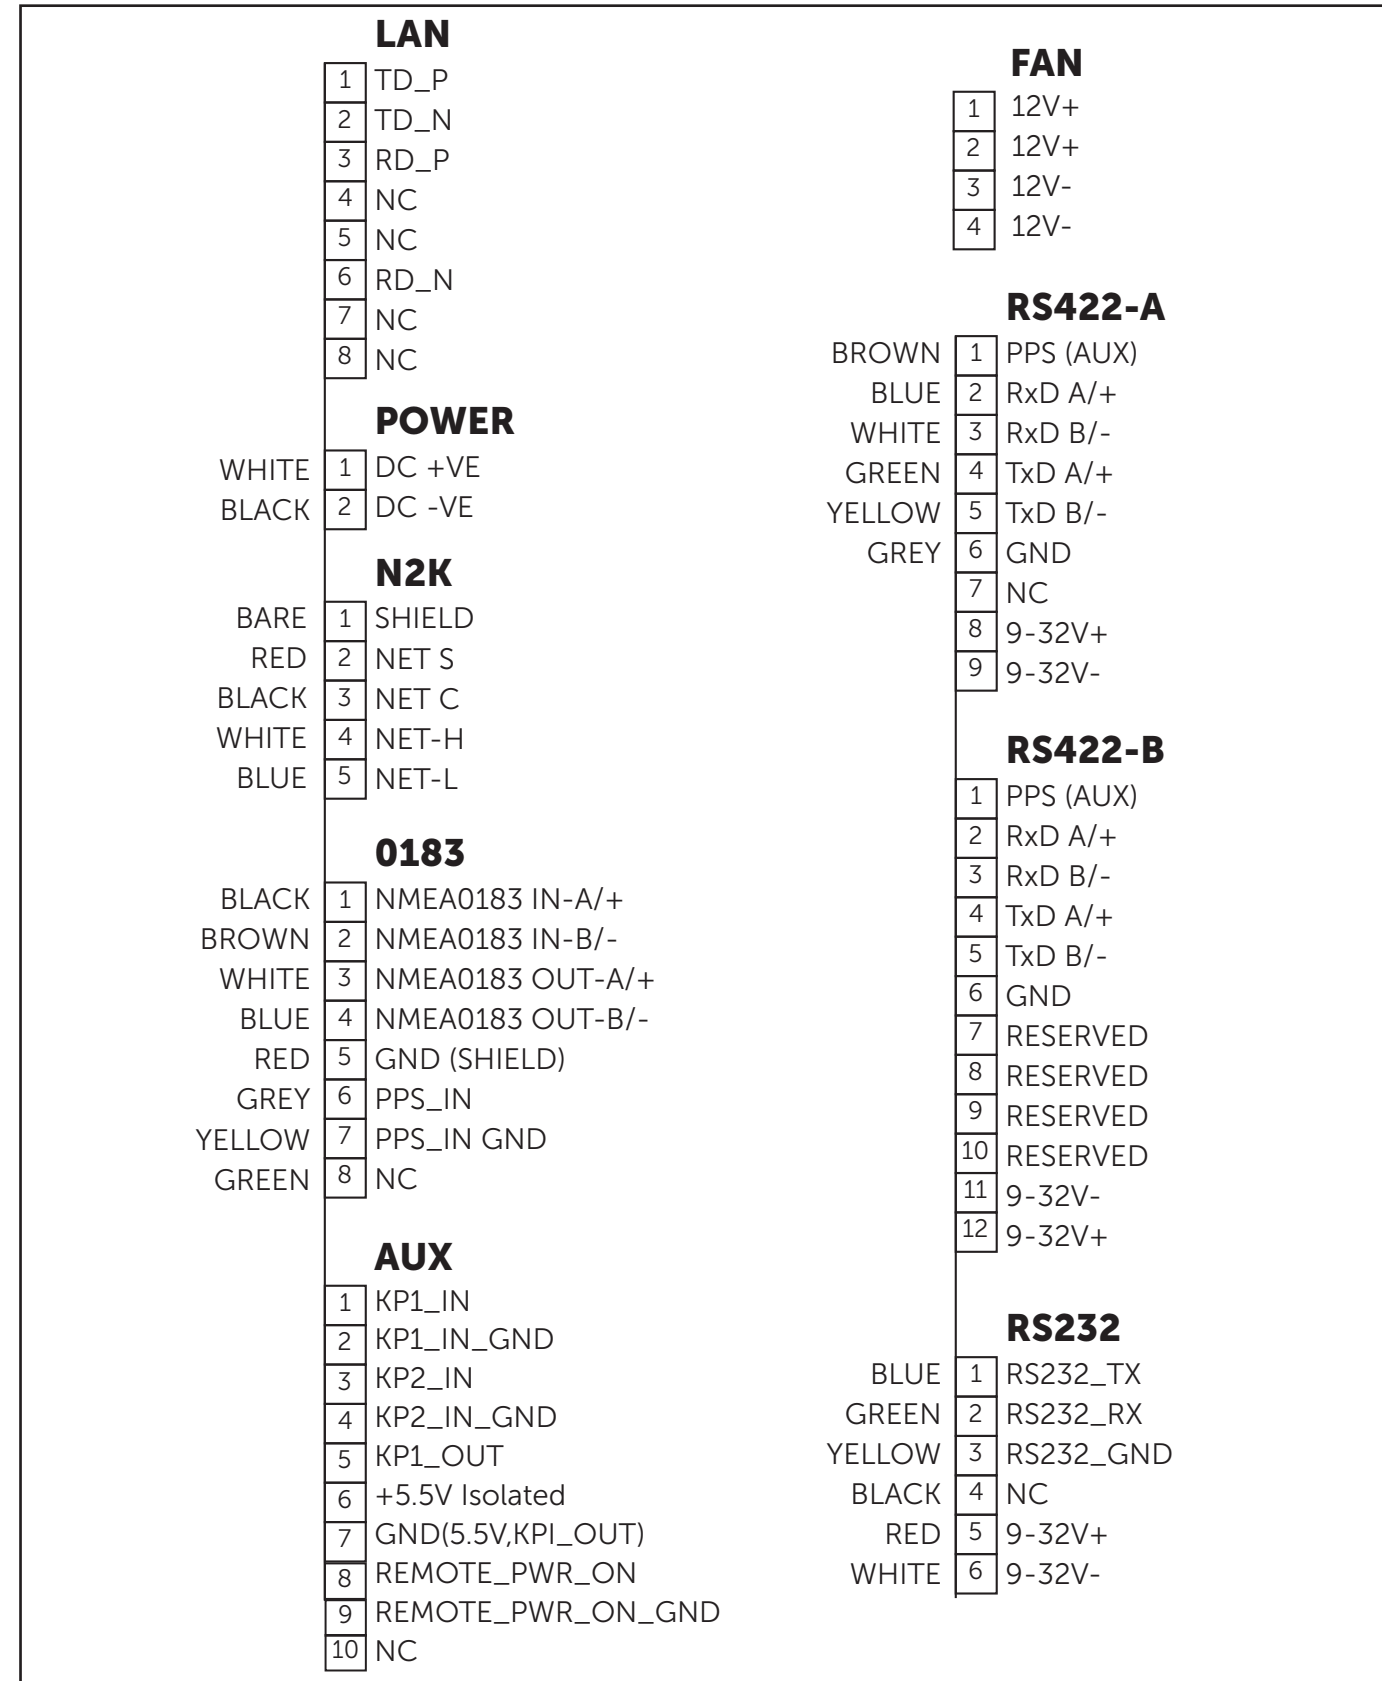 LAN
1 TD_P
2 TD_N
3 RD_P
4 NC
5 NC
6 RD_N
7 NC
8 NC
POWER
WHITE 1 DC +VE
BLACK 2 DC -VE
N2K
BARE 1 SHIELD
RED 2 NET S
BLACK 3 NET C
WHITE 4 NET-H
BLUE 5 NET-L
0183
BLACK 1 NMEA0183 IN-A/+
BROWN 2 NMEA0183 IN-B/-
WHITE 3 NMEA0183 OUT-A/+
BLUE 4 NMEA0183 OUT-B/-
RED 5 GND (SHIELD)
GREY 6 PPS_IN
YELLOW 7 PPS_IN GND
GREEN 8 NC
AUX
1 KP1_IN
2 KP1_IN_GND
3 KP2_IN
4 KP2_IN_GND
5 KP1_OUT
6 +5.5V Isolated
7 GND(5.5V,KPI_OUT)
8 REMOTE_PWR_ON
9 REMOTE_PWR_ON_GND
10 NC
FAN
1 12V+
2 12V+
3 12V-
4 12V-
RS422-A
BROWN 1 PPS (AUX)
BLUE 2 RxD A/+
WHITE 3 RxD B/-
GREEN 4 TxD A/+
YELLOW 5 TxD B/-
GREY 6 GND
7 NC
8 9-32V+
9 9-32V-
RS422-B
1 PPS (AUX)
2 RxD A/+
3 RxD B/-
4 TxD A/+
5 TxD B/-
6 GND
7 RESERVED
8 RESERVED
9 RESERVED
10 RESERVED
11 9-32V-
12 9-32V+
RS232
BLUE 1 RS232_TX
GREEN 2 RS232_RX
YELLOW 3 RS232_GND
BLACK 4 NC
RED 5 9-32V+
WHITE 6 9-32V-